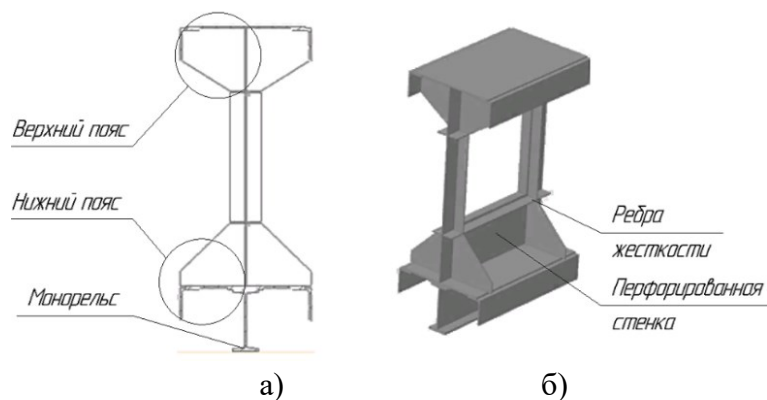 Верхний пояс
Нижний пояс
Монорельс
а)
Ребра
жесткости
Перфорированная
стенка
б)